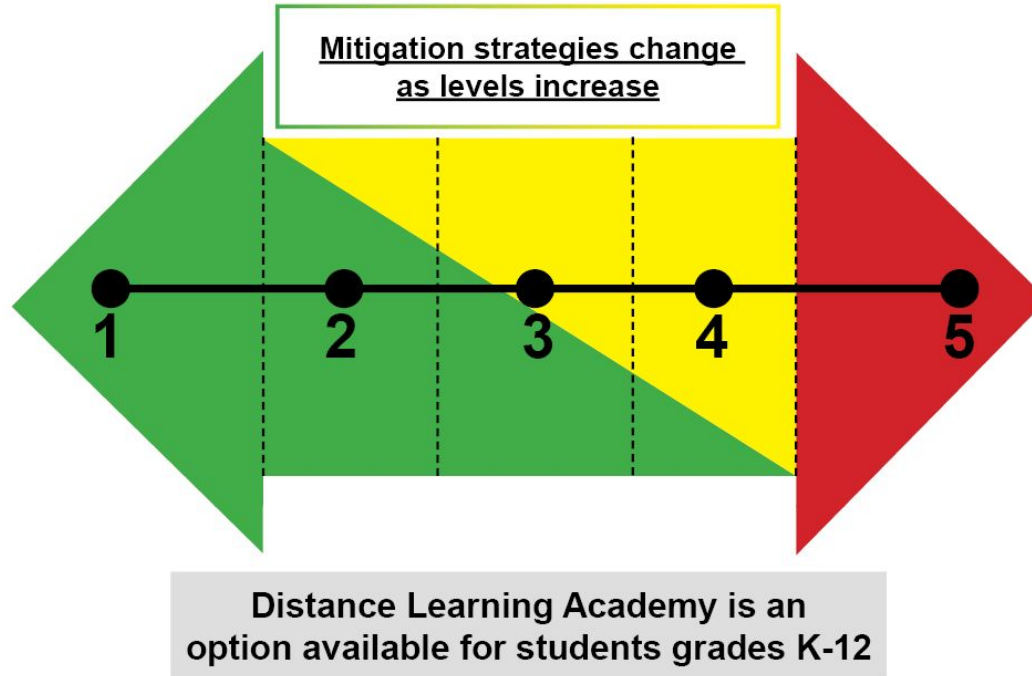 Mitigation strategies change
as levels increase
1 2 3 4 5
Distance Learning Academy is an
option available for students grades K-12